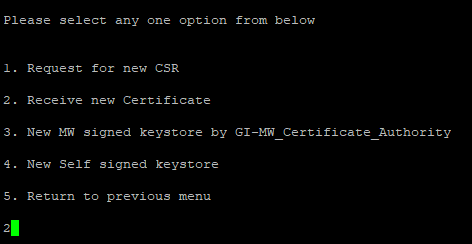 Please select any one option from below
1. Request for new CSR
2. Receive new Certificate
3. New MW signed keystore by GI-MW_Certificate_Authority
4. New Self signed keystore
5. Return to previous menu
2